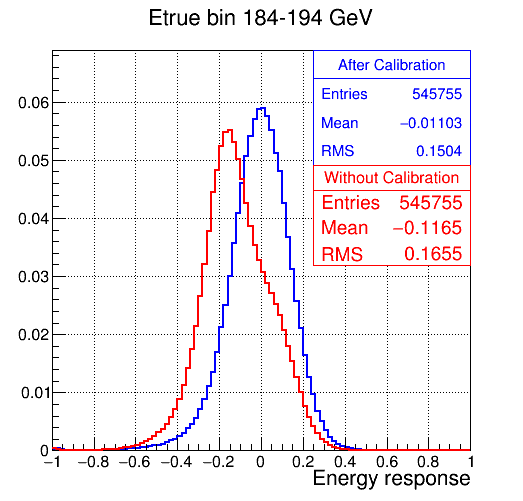 Etrue bin 184-194 GeV
After Calibration
Entries 545755
Mean −0.01103
RMS 0.1504
Without Calibration
Entries 545755
Mean −0.1165
RMS 0.1655
0.06
0.05
0.04
0.03
0.02
0.01
0
−1 −0.8 −0.6 −0.4 −0.2 0 0.2 0.4 0.6 0.8 1
Energy response